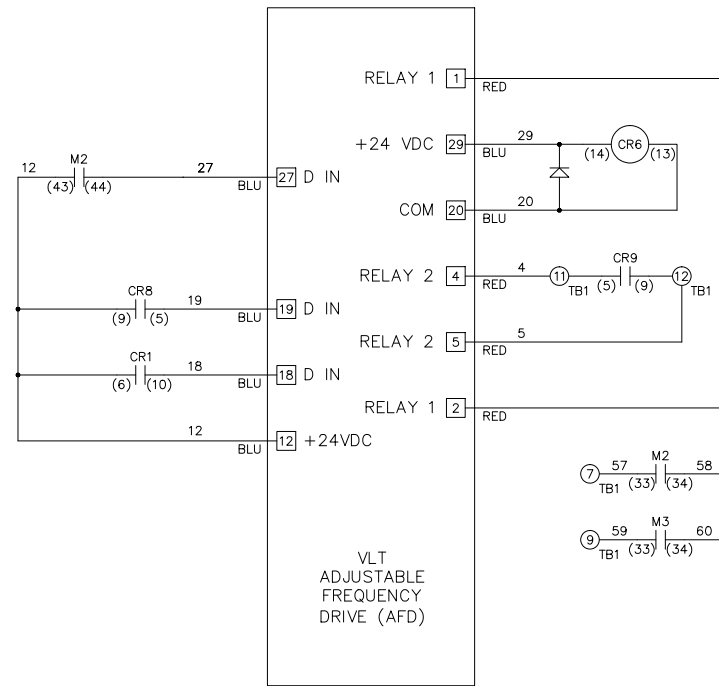 RELAY 1 1 RED
+24 VDC 29 29 BLU (14) CR6 (13)
12 M2 (43) (44) 27 BLU 27 D IN
COM 20 20 BLU
RELAY 2 4 4 RED 11 TB1 CR9 (5) (9) 12 TB1
CR8 (9) (5) 19 BLU 19 D IN
RELAY 2 5 5 RED
CR1 (6) (10) 18 BLU 18 D IN
RELAY 1 2 RED
12 BLU 12 +24VDC
7 TB1 57 M2 (33) (34) 58
9 TB1 59 M3 (33) (34) 60
VLT
ADJUSTABLE
FREQUENCY
DRIVE (AFD)